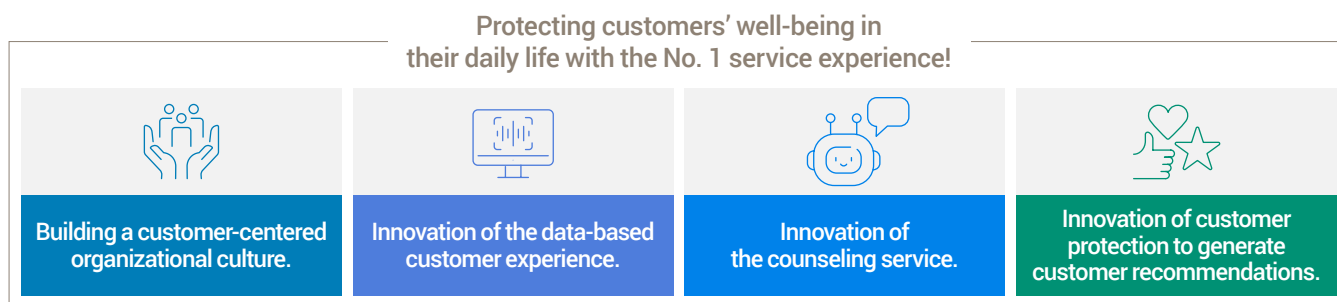 Protecting customers’ well-being in
their daily life with the No. 1 service experience!
Building a customer-centered
organizational culture.
Innovation of the data-based
customer experience.
Innovation of
the counseling service.
Innovation of customer
protection to generate
customer recommendations.